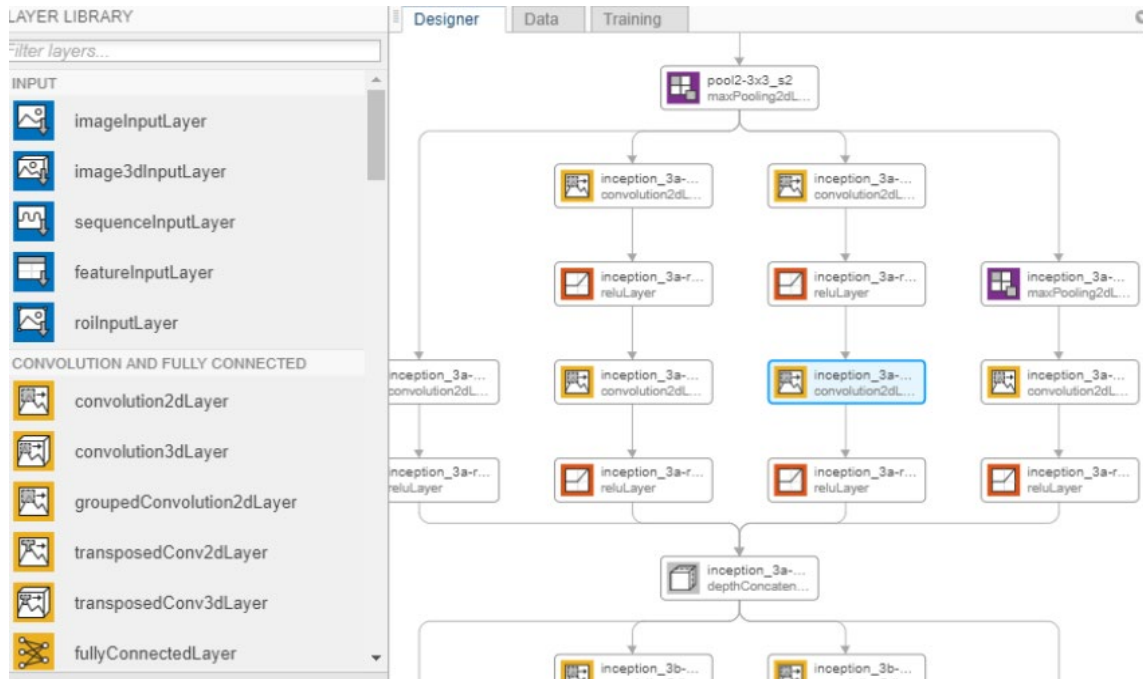 LAYER LIBRARY
Filter layers...
INPUT
imageInputLayer
image3dInputLayer
sequenceInputLayer
featureInputLayer
roiInputLayer
CONVOLUTION AND FULLY CONNECTED
convolution2dLayer
convolution3dLayer
groupedConvolution2dLayer
transposedConv2dLayer
transposedConv3dLayer
fullyConnectedLayer
Designer Data Training
pool2-3x3_s2
maxPooling2dL...
inception_3a-... inception_3a-...
convolution2dL... convolution2dL...
inception_3a-r... inception_3a-r... inception_3a-...
reluLayer reluLayer maxPooling2dL...
inception_3a-... inception_3a-... inception_3a-... inception_3a-...
convolution2dL... convolution2dL... convolution2dL... convolution2dL...
inception_3a-r... inception_3a-r... inception_3a-r... inception_3a-r...
reluLayer reluLayer reluLayer reluLayer
inception_3a-...
depthConcaten...
inception_3b-... inception_3b-...